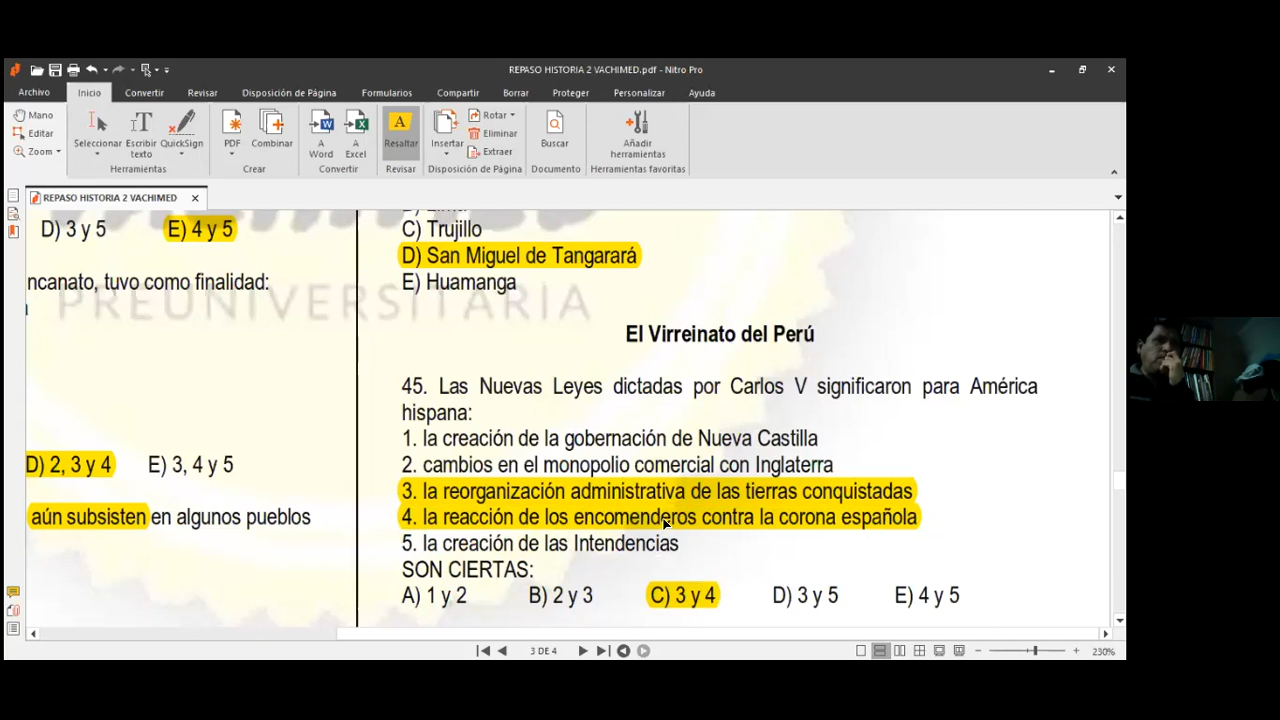 REPASO HISTORIA 2 VACHIMED.pdf - Nitro Pro
Archivo Inicio Convertir Revisar Disposición de Página Formularios Compartir Borrar Proteger Personalizar Ayuda
Mano
Editar
Zoom
Seleccionar
Escribir texto
QuickSign
PDF
Combinar
A Word
A Excel
Resaltar
Insertar
Rotar
Eliminar
Extraer
Buscar
Añadir herramientas
Herramientas Crear Convertir Revisar Disposición de Página Documento Herramientas favoritas
REPASO HISTORIA 2 VACHIMED
D) 3 y 5 E) 4 y 5
ncanato, tuvo como finalidad:
PREUNIVERSITARIA
D) 2, 3 y 4 E) 3, 4 y 5
aún subsisten en algunos pueblos
C) Trujillo
D) San Miguel de Tangarará
E) Huamanga
El Virreinato del Perú
45. Las Nuevas Leyes dictadas por Carlos V significaron para América
hispana:
1. la creación de la gobernación de Nueva Castilla
2. cambios en el monopolio comercial con Inglaterra
3. la reorganización administrativa de las tierras conquistadas
4. la reacción de los encomenderos contra la corona española
5. la creación de las Intendencias
SON CIERTAS:
A) 1 y 2 B) 2 y 3 C) 3 y 4 D) 3 y 5 E) 4 y 5
3 DE 4
230%